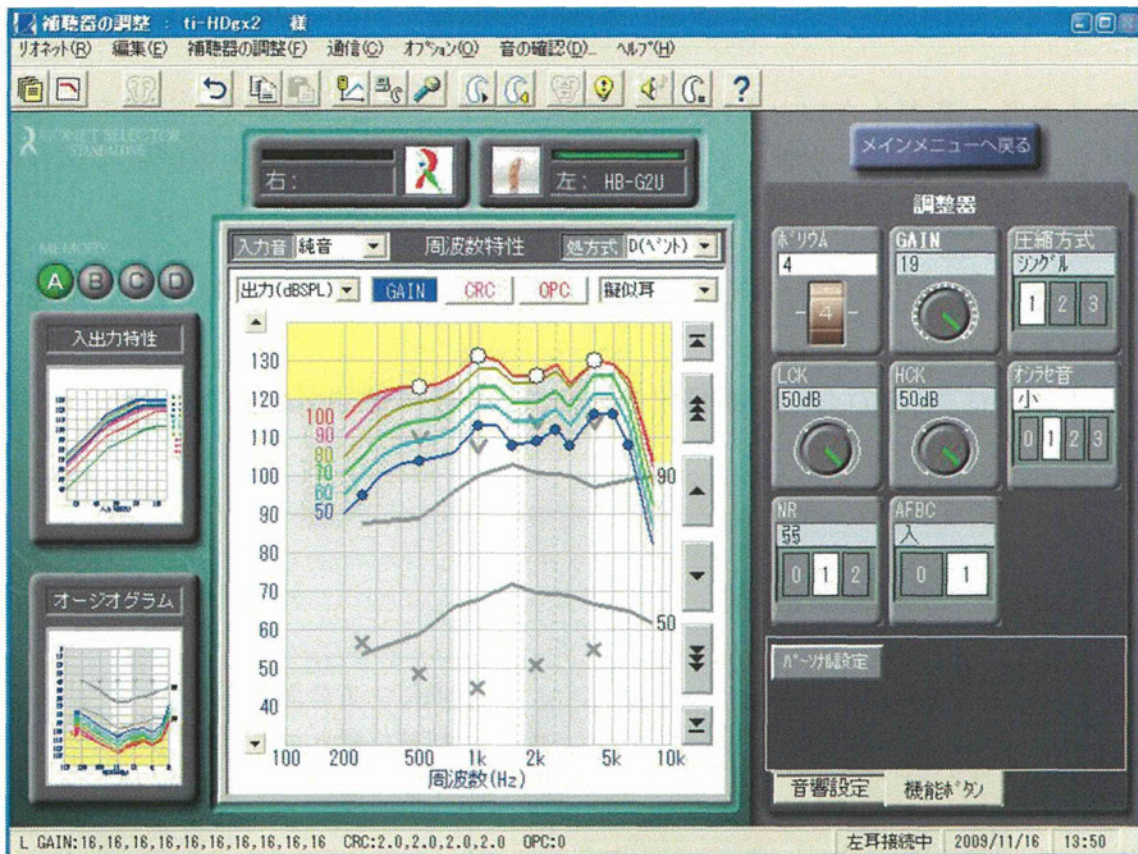 補聴器の調整 : ti-HDgx2 様
リオネット(R) 編集(E) 補聴器の調整(F) 通信(C) オプション(O) 音の確認(D)... ヘルプ(H)
RIONET SELECTOR
STANDALONE
右:
左: HB-G2U
メインメニューへ戻る
MEMORY
A B C D
入出力特性
オージオグラム
入力音 純音 周波数特性 処方式 D(ベント)
出力(dBSPL) GAIN CRC OPC 擬似耳
130
120
110
100
90
80
70
60
50
40
100
90
80
70
60
50
90
50
100 200 500 1k 2k 5k 10k
周波数(Hz)
調整器
ボリウム GAIN 圧縮方式
4 19 シングル
4 1 2 3
LCK HCK オシラセ音
50dB 50dB 小
0 1 2 3
NR AFBC
弱 入
0 1 2 0 1
パーソナル設定
音響設定 機能ボタン
L GAIN:16,16,16,16,16,16,16,16,16,16 CRC:2.0,2.0,2.0,2.0 OPC:0 左耳接続中 2009/11/16 13:50